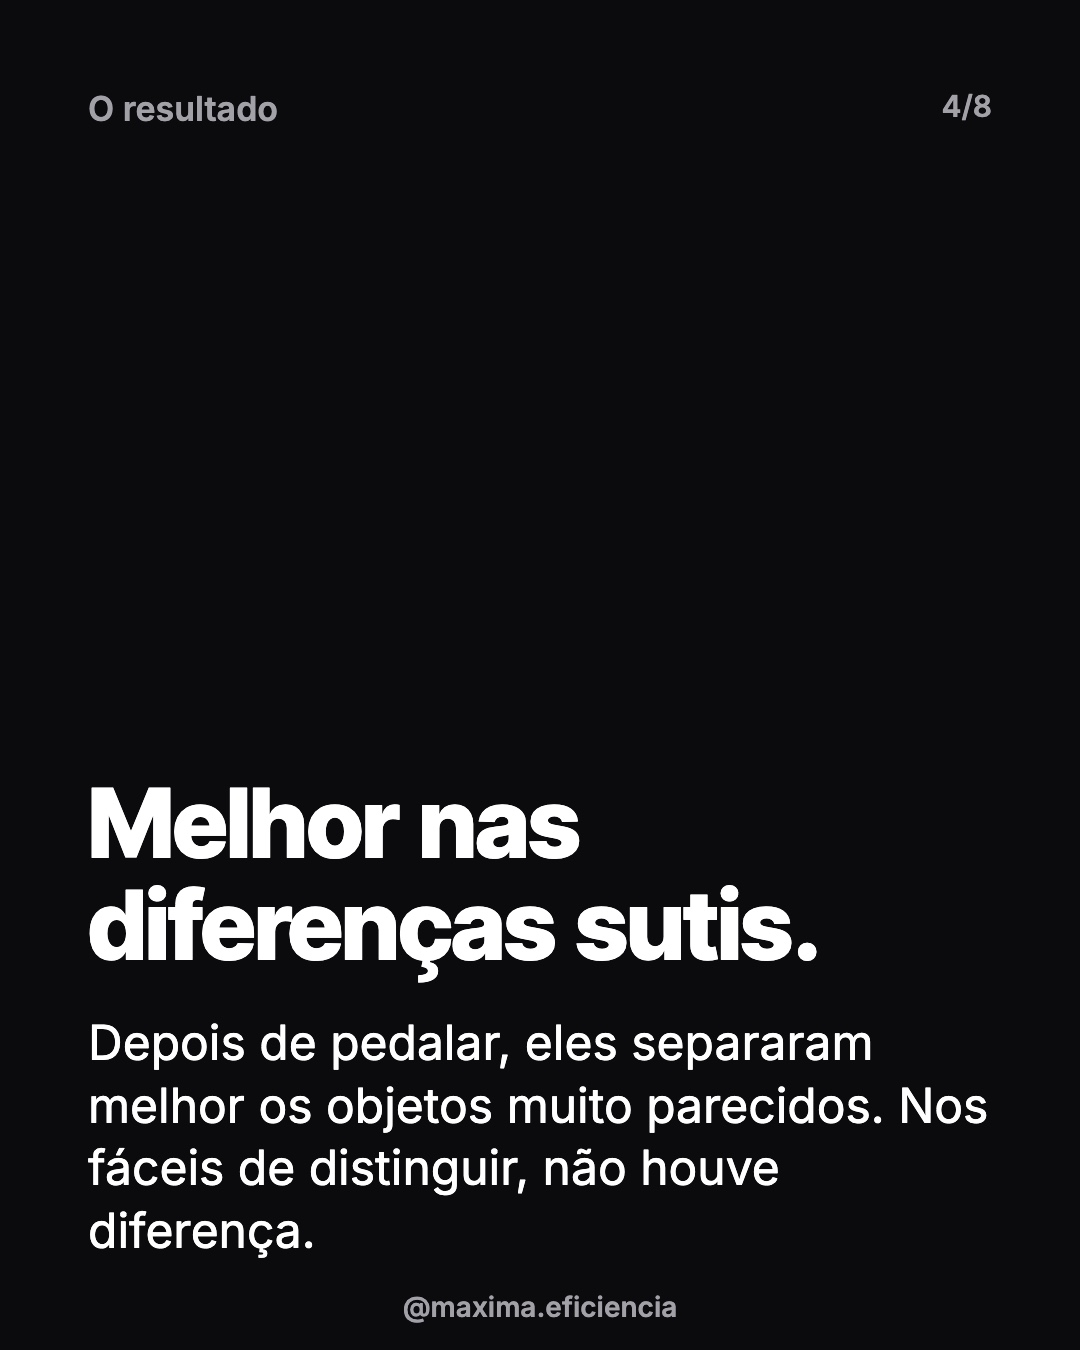 O resultado
4/8
Melhor nas
diferenças sutis.
Depois de pedalar, eles separaram
melhor os objetos muito parecidos. Nos
fáceis de distinguir, não houve
diferença.
@maxima.eficiencia